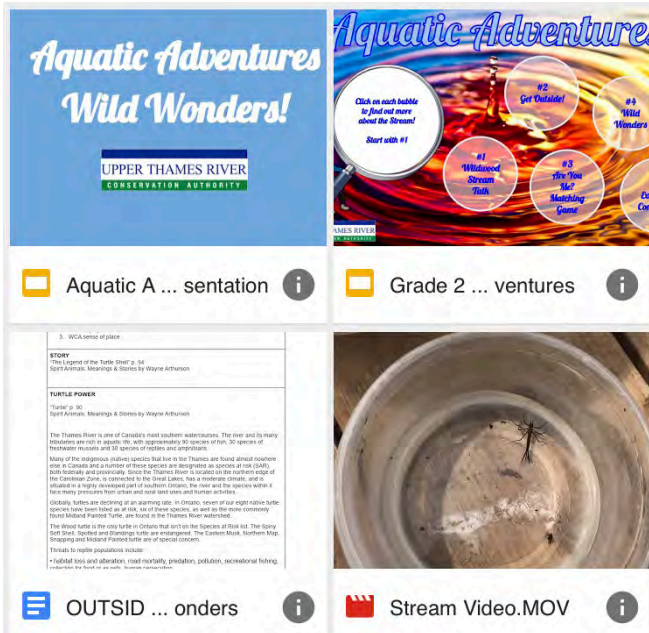 Aquatic Adventures
Wild Wonders!
UPPER THAMES RIVER
CONSERVATION AUTHORITY
Aquatic A ... sentation
Aquatic Adventures
Click on each bubble
to find out more
about the Stream!
Start with #1
#2
Get Outside!
#4
Wild
Wonders
#1
Wildwood
Stream
Talk
#3
Are You
Me?
Matching
Game
AMES RIVER
ON AUTHORITY
Grade 2 ... ventures
3. WCA sense of place
STORY
"The Legend of the Turtle Shell" p. 94
Spirit Animals: Meanings & Stories by Wayne Arthurson
TURTLE POWER
"Turtle" p. 90
Spirit Animals: Meanings & Stories by Wayne Arthurson
The Thames River is one of Canada's most southern watercourses. The river and its many
tributaries are rich in aquatic life, with approximately 90 species of fish, 30 species of
freshwater mussels and 30 species of reptiles and amphibians.
Many of the indigenous (native) species that live in the Thames are found almost nowhere
else in Canada and a number of these species are designated as species at risk (SAR),
both federally and provincially. Since the Thames River is located on the northern edge of
the Carolinian Zone, is connected to the Great Lakes, has a moderate climate, and is
situated in a highly developed part of southern Ontario, the river and the species within it
face many pressures from urban and rural land uses and human activities.
Globally, turtles are declining at an alarming rate. In Ontario, seven of our eight native turtle
species have been listed as at risk, six of these species, as well as the more commonly
found Midland Painted Turtle, are found in the Thames River watershed.
The Wood turtle is the only turtle in Ontario that isn't on the Species at Risk list. The Spiny
Soft Shell, Spotted and Blandings turtle are endangered. The Eastern Musk, Northern Map,
Snapping and Midland Painted turtle are of special concern.
Threats to reptile populations include:
• habitat loss and alteration, road mortality, predation, pollution, recreational fishing,
collection for food or as pets, human persecution
OUTSID ... onders
Stream Video.MOV